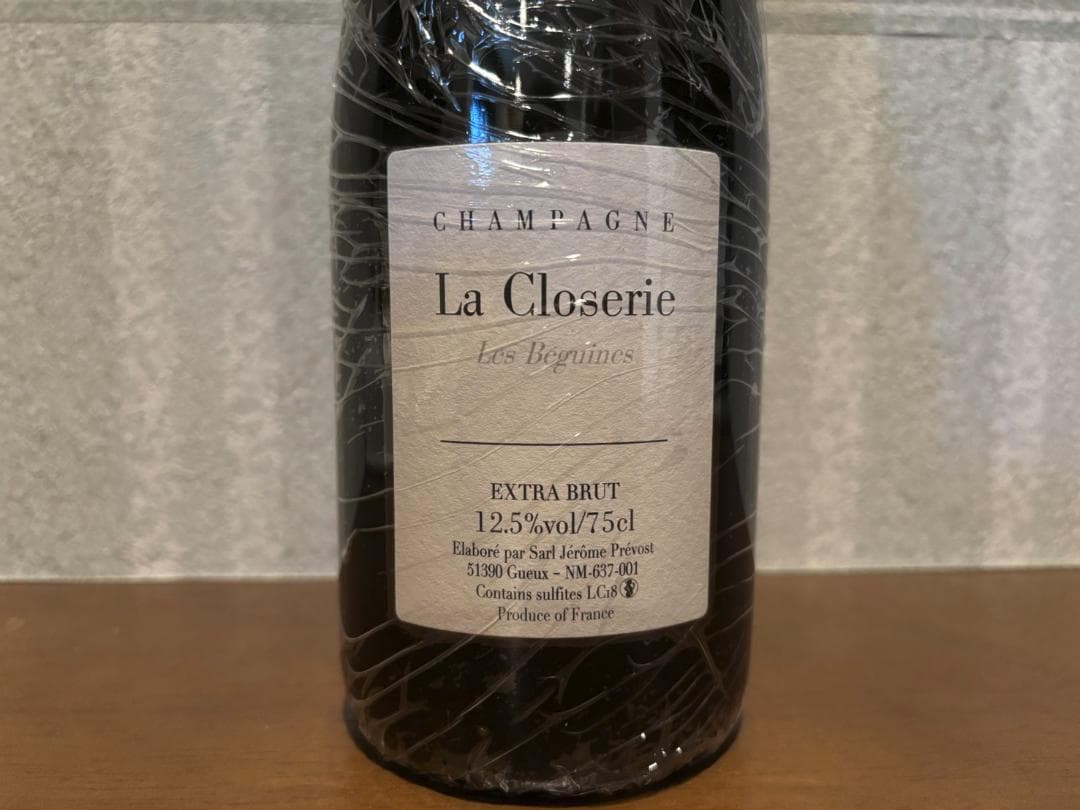 CHAMPAGNE
La Closerie
Les Béguines
EXTRA BRUT
12.5%vol/75cl
Elaboré par Sarl Jérôme Prévost
51390 Gueux - NM-637-001
Contains sulfites LC18
Produce of France